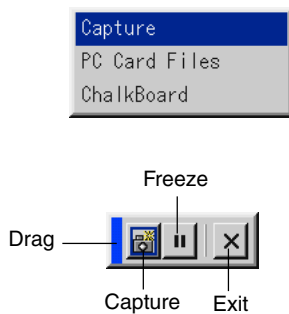 Capture
PC Card Files
ChalkBoard
Freeze
Drag
Capture
Exit